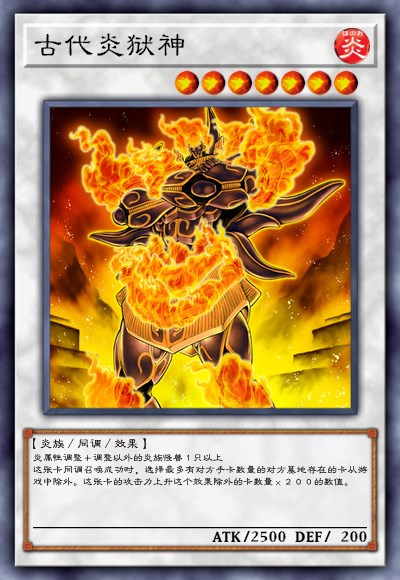 古代炎狱神
ほのお
炎
【炎族／同调／效果】
炎属性调整＋调整以外的炎族怪兽１只以上
这张卡同调召唤成功时，选择最多有对方手卡数量的对方墓地存在的卡从游
戏中除外。这张卡的攻击力上升这个效果除外的卡数量×２００的数值。
ATK/2500 DEF/ 200